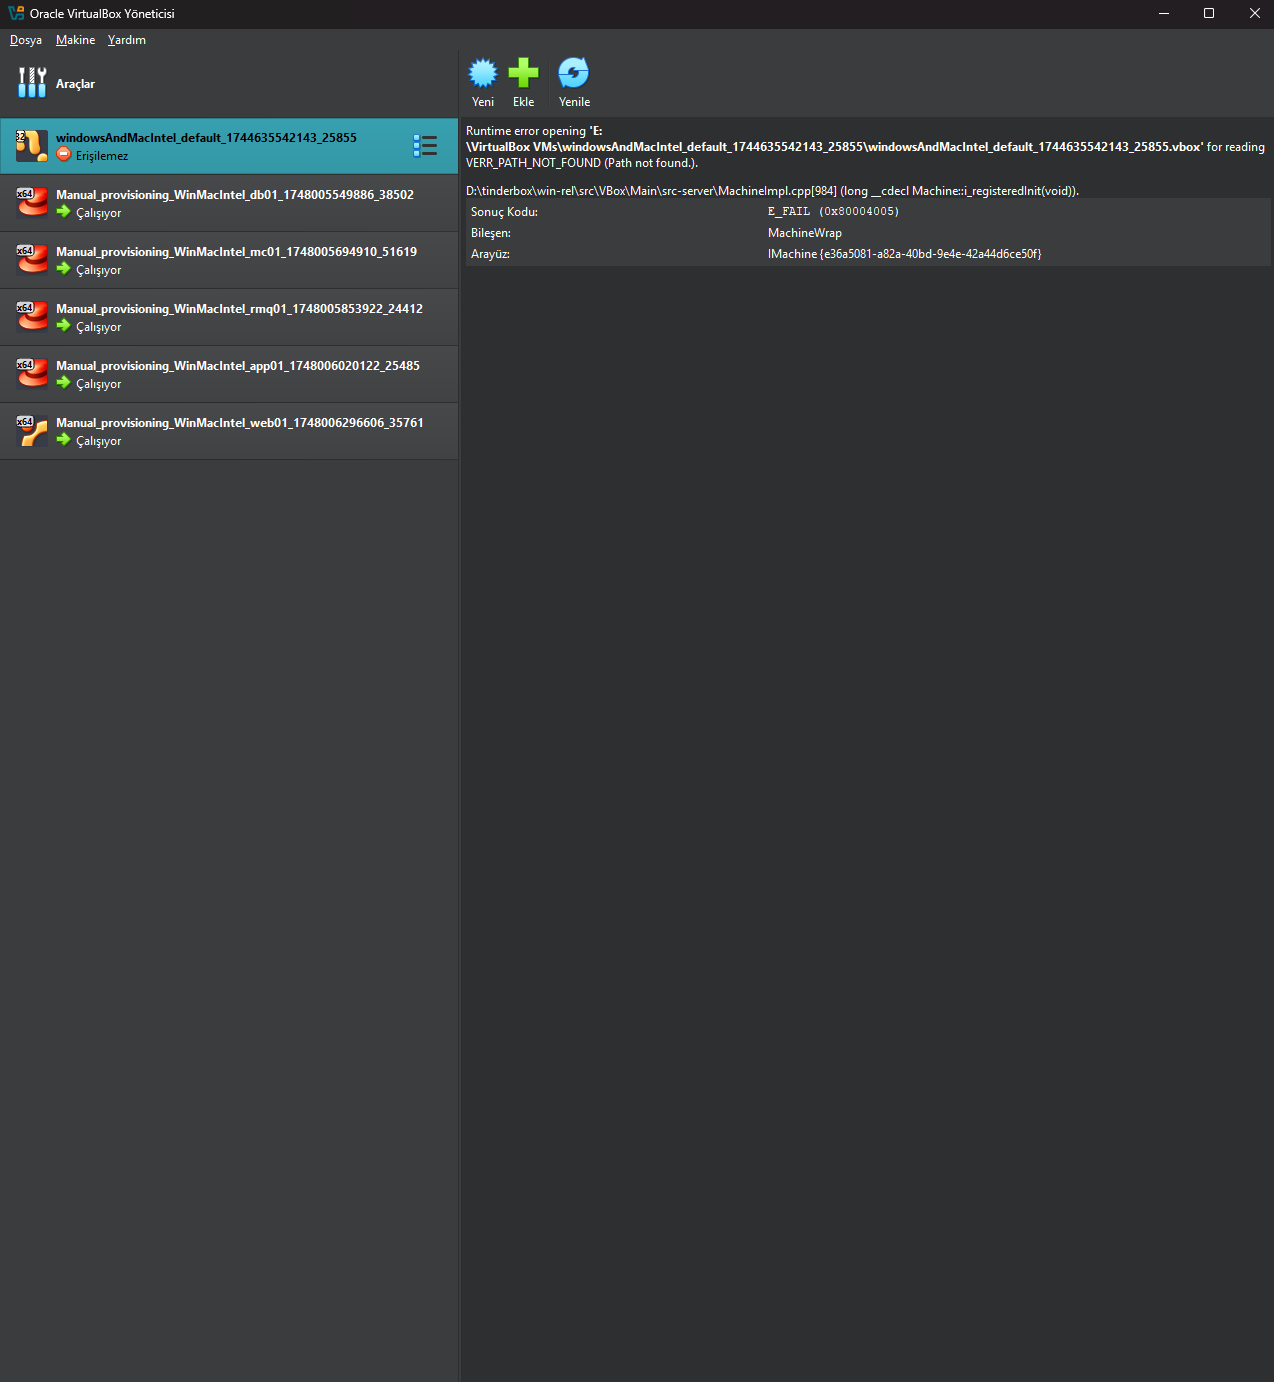 Oracle VirtualBox Yöneticisi
Dosya Makine Yardım
Araçlar
Yeni Ekle Yenile
32
windowsAndMacIntel_default_1744635542143_25855
Erişilemez
x64
Manual_provisioning_WinMacIntel_db01_1748005549886_38502
Çalışıyor
x64
Manual_provisioning_WinMacIntel_mc01_1748005694910_51619
Çalışıyor
x64
Manual_provisioning_WinMacIntel_rmq01_1748005853922_24412
Çalışıyor
x64
Manual_provisioning_WinMacIntel_app01_1748006020122_25485
Çalışıyor
x64
Manual_provisioning_WinMacIntel_web01_1748006296606_35761
Çalışıyor
Runtime error opening 'E:
\VirtualBox VMs\windowsAndMacIntel_default_1744635542143_25855\windowsAndMacIntel_default_1744635542143_25855.vbox' for reading
VERR_PATH_NOT_FOUND (Path not found.).
D:\tinderbox\win-rel\src\VBox\Main\src-server\MachineImpl.cpp[984] (long __cdecl Machine::i_registeredInit(void)).
Sonuç Kodu: E_FAIL (0x80004005)
Bileşen: MachineWrap
Arayüz: IMachine {e36a5081-a82a-40bd-9e4e-42a44d6ce50f}